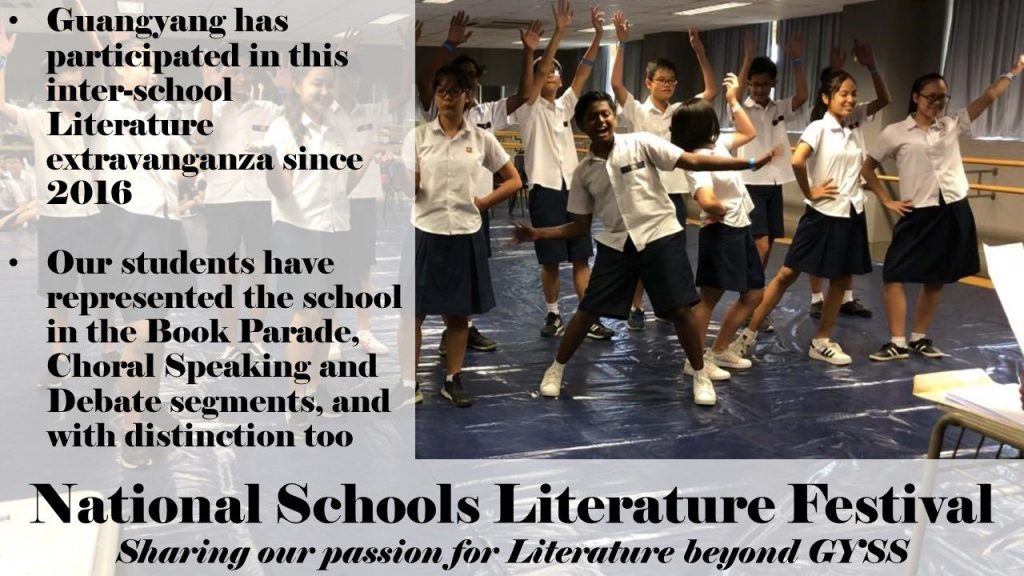 • Guangyang has
participated in this
inter-school
Literature
extravanganza since
2016
• Our students have
represented the school
in the Book Parade,
Choral Speaking and
Debate segments, and
with distinction too
National Schools Literature Festival
Sharing our passion for Literature beyond GYSS